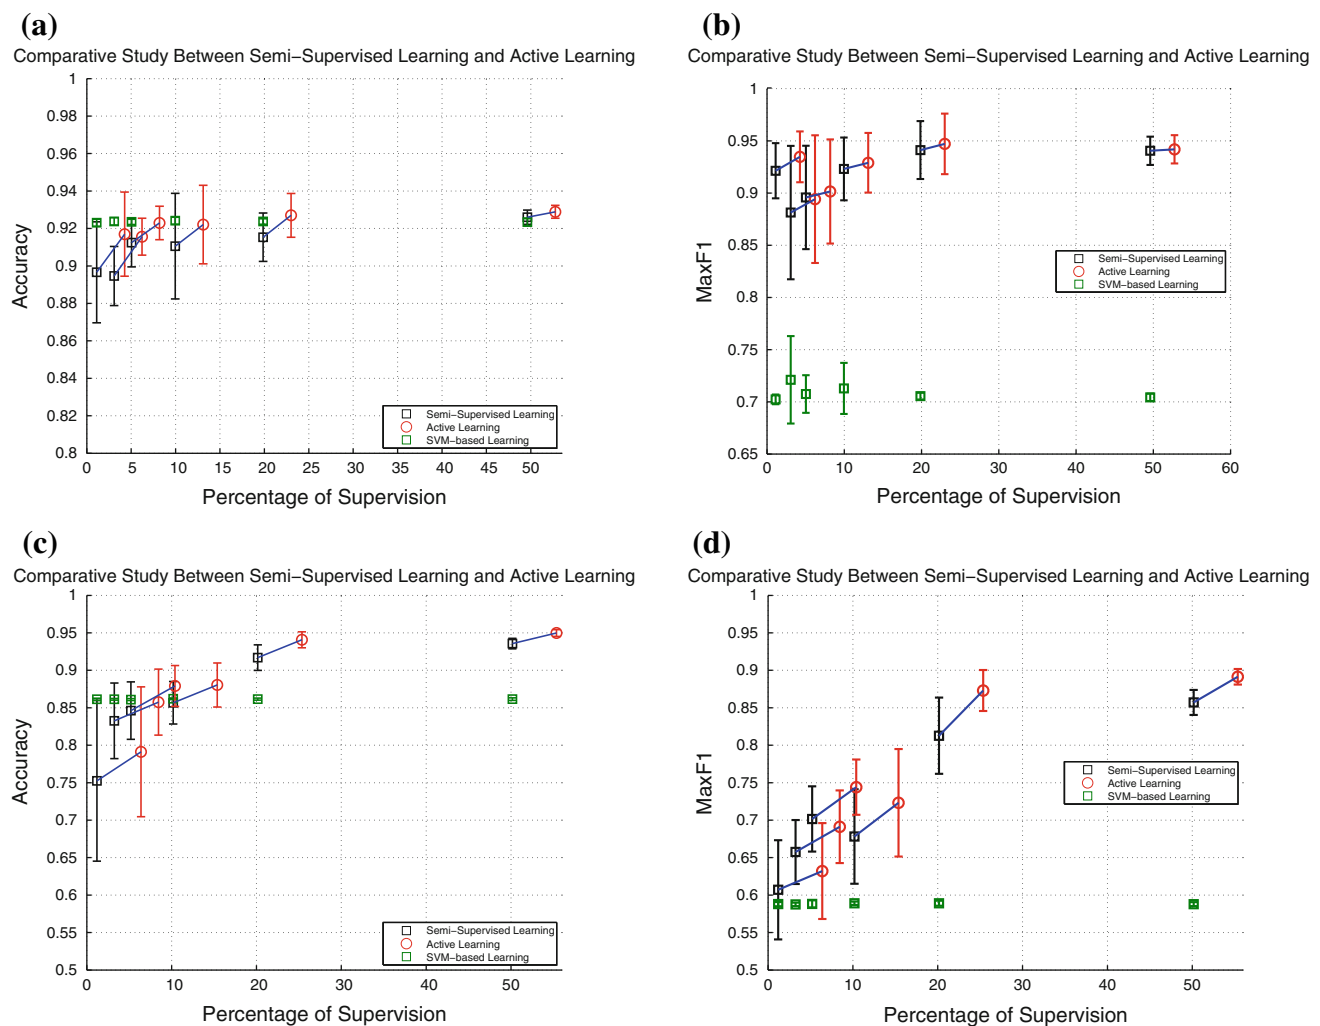 (a)
Comparative Study Between Semi−Supervised Learning and Active Learning
1
0.98
0.96
0.94
0.92
0.9
0.88
0.86
0.84
0.82
0.8
Accuracy
0 5 10 15 20 25 30 35 40 45 50
Percentage of Supervision
Semi−Supervised Learning
Active Learning
SVM−based Learning
(b)
Comparative Study Between Semi−Supervised Learning and Active Learning
1
0.95
0.9
0.85
0.8
0.75
0.7
0.65
MaxF1
0 10 20 30 40 50 60
Percentage of Supervision
Semi−Supervised Learning
Active Learning
SVM−based Learning
(c)
Comparative Study Between Semi−Supervised Learning and Active Learning
1
0.95
0.9
0.85
0.8
0.75
0.7
0.65
0.6
0.55
0.5
Accuracy
0 10 20 30 40 50
Percentage of Supervision
Semi−Supervised Learning
Active Learning
SVM−based Learning
(d)
Comparative Study Between Semi−Supervised Learning and Active Learning
1
0.95
0.9
0.85
0.8
0.75
0.7
0.65
0.6
0.55
0.5
MaxF1
0 10 20 30 40 50
Percentage of Supervision
Semi−Supervised Learning
Active Learning
SVM−based Learning